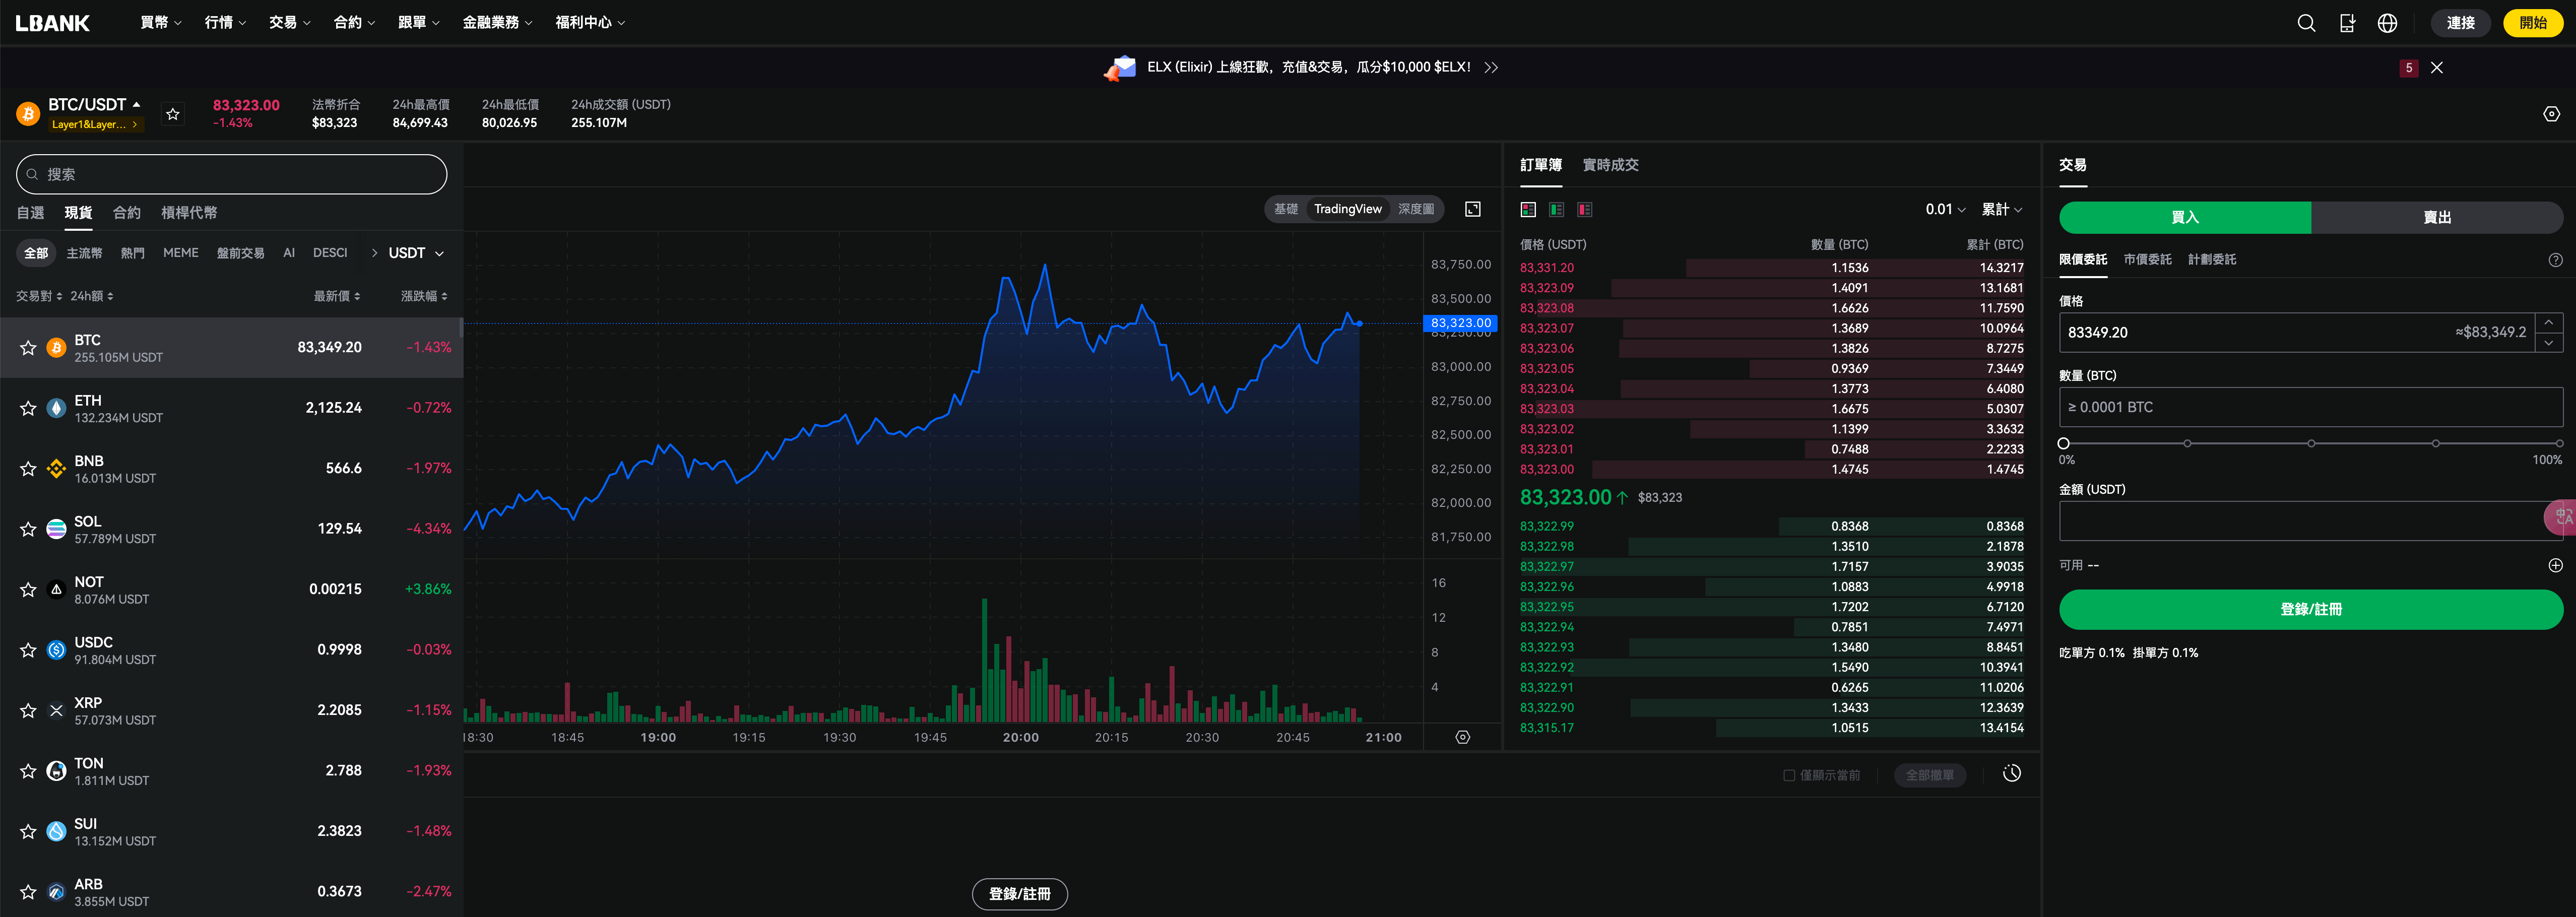 LBANK 買幣 行情 交易 合約 跟單 金融業務 福利中心 連接 開始
ELX (Elixir) 上線狂歡，充值&交易，瓜分$10,000 $ELX! 5
BTC/USDT
Layer1&Layer...
83,323.00
-1.43%
法幣折合
$83,323
24h最高價
84,699.43
24h最低價
80,026.95
24h成交額 (USDT)
255.107M
搜索
自選 現貨 合約 槓桿代幣
全部 主流幣 熱門 MEME 盤前交易 AI DESCI USDT
交易對 24h額 最新價 漲跌幅
BTC 83,349.20 -1.43%
255.105M USDT
ETH 2,125.24 -0.72%
132.234M USDT
BNB 566.6 -1.97%
16.013M USDT
SOL 129.54 -4.34%
57.789M USDT
NOT 0.00215 +3.86%
8.076M USDT
USDC 0.9998 -0.03%
91.804M USDT
XRP 2.2085 -1.15%
57.073M USDT
TON 2.788 -1.93%
1.811M USDT
SUI 2.3823 -1.48%
13.152M USDT
ARB 0.3673 -2.47%
3.855M USDT
基礎 TradingView 深度圖
83,750.00
83,500.00
83,323.00
83,250.00
83,000.00
82,750.00
82,500.00
82,250.00
82,000.00
81,750.00
16
12
8
4
18:30 18:45 19:00 19:15 19:30 19:45 20:00 20:15 20:30 20:45 21:00
訂單簿 實時成交
0.01 累計
價格 (USDT) 數量 (BTC) 累計 (BTC)
83,331.20 1.1536 14.3217
83,323.09 1.4091 13.1681
83,323.08 1.6626 11.7590
83,323.07 1.3689 10.0964
83,323.06 1.3826 8.7275
83,323.05 0.9369 7.3449
83,323.04 1.3773 6.4080
83,323.03 1.6675 5.0307
83,323.02 1.1399 3.3632
83,323.01 0.7488 2.2233
83,323.00 1.4745 1.4745
83,323.00↑ $83,323
83,322.99 0.8368 0.8368
83,322.98 1.3510 2.1878
83,322.97 1.7157 3.9035
83,322.96 1.0883 4.9918
83,322.95 1.7202 6.7120
83,322.94 0.7851 7.4971
83,322.93 1.3480 8.8451
83,322.92 1.5490 10.3941
83,322.91 0.6265 11.0206
83,322.90 1.3433 12.3639
83,315.17 1.0515 13.4154
僅顯示當前 全部撤單
登錄/註冊
交易
買入 賣出
限價委託 市價委託 計劃委託
價格
83349.20 ≈$83,349.2
數量 (BTC)
≥ 0.0001 BTC
0% 100%
金額 (USDT)
可用 --
登錄/註冊
吃單方 0.1% 掛單方 0.1%